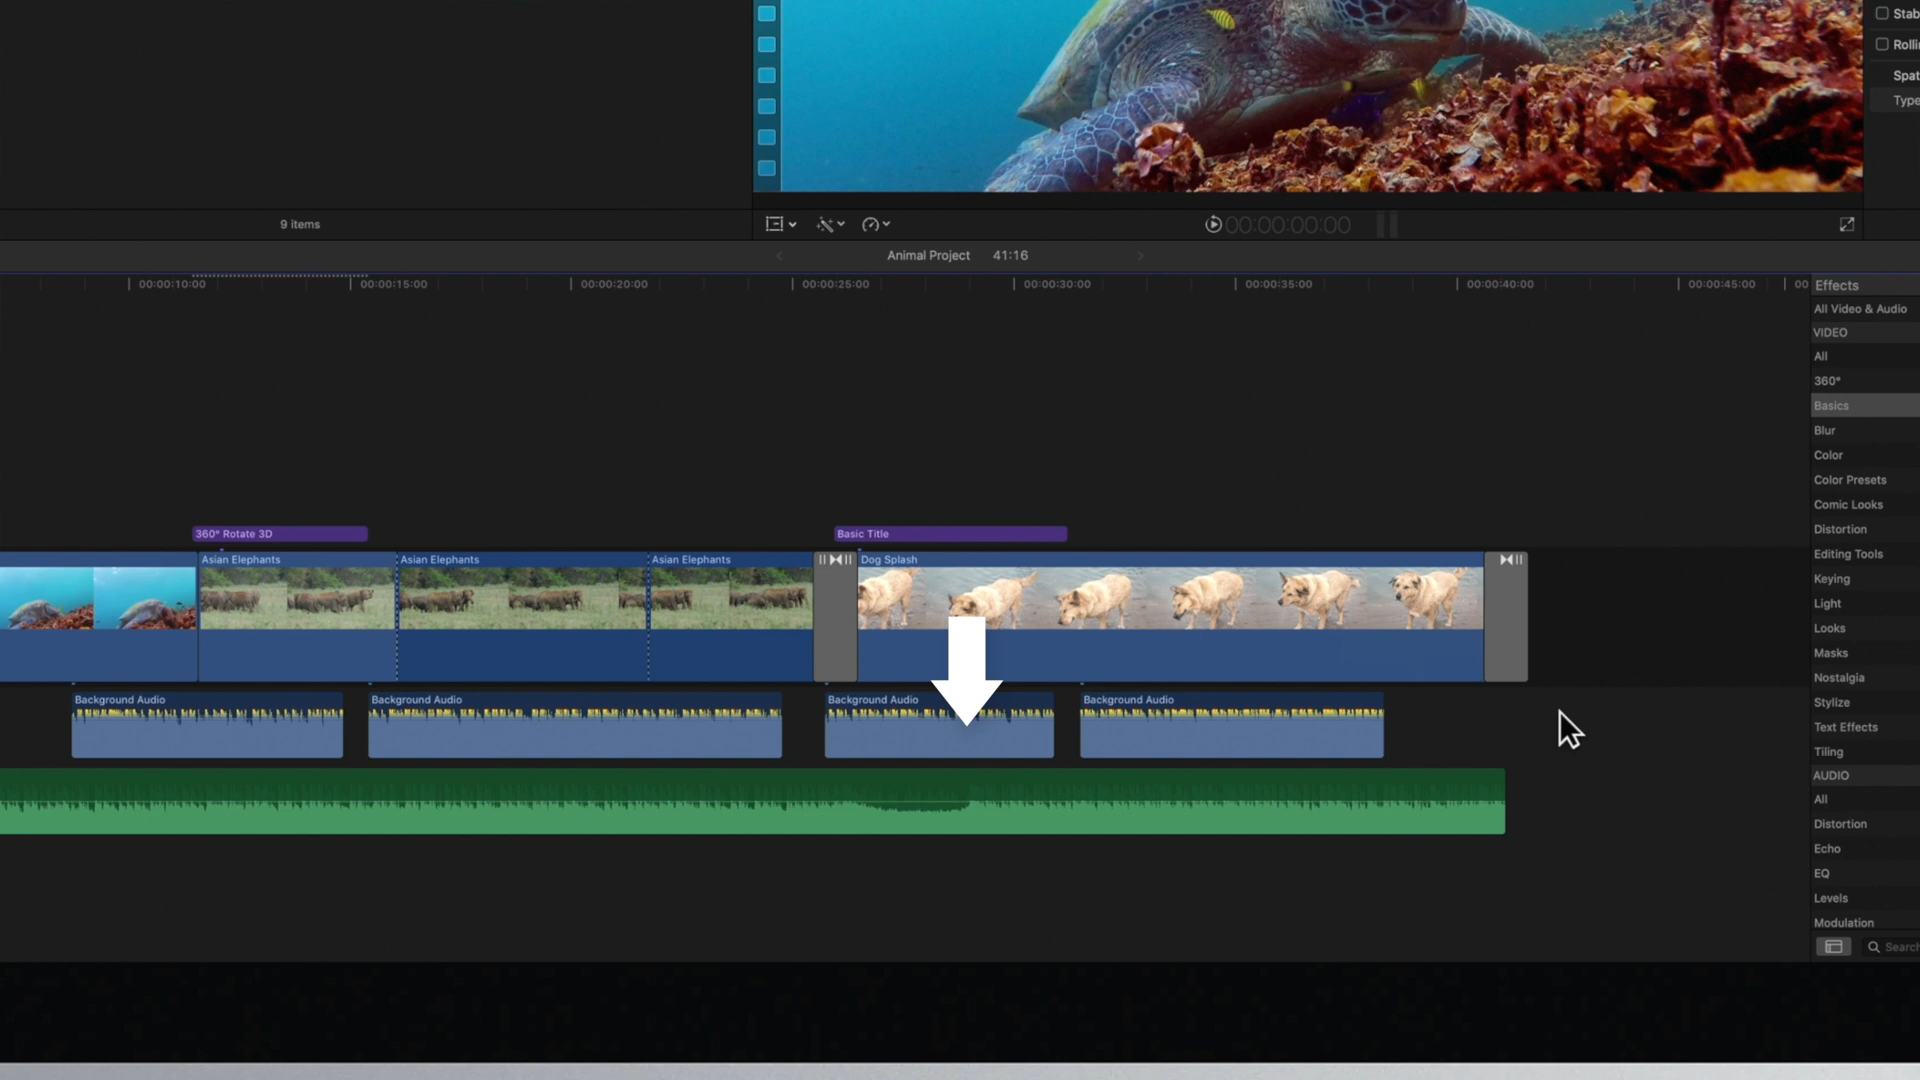 Stab
Rolli
Spat
Type
9 items
00:00:00:00
Animal Project 41:16
00:00:10:00 00:00:15:00 00:00:20:00 00:00:25:00 00:00:30:00 00:00:35:00 00:00:40:00 00:00:45:00 00
Effects
All Video & Audio
VIDEO
All
360°
Basics
Blur
Color
Color Presets
Comic Looks
Distortion
Editing Tools
Keying
Light
Looks
Masks
Nostalgia
Stylize
Text Effects
Tiling
AUDIO
All
Distortion
Echo
EQ
Levels
Modulation
Search
360° Rotate 3D
Basic Title
Asian Elephants
Asian Elephants
Asian Elephants
Dog Splash
Background Audio
Background Audio
Background Audio
Background Audio